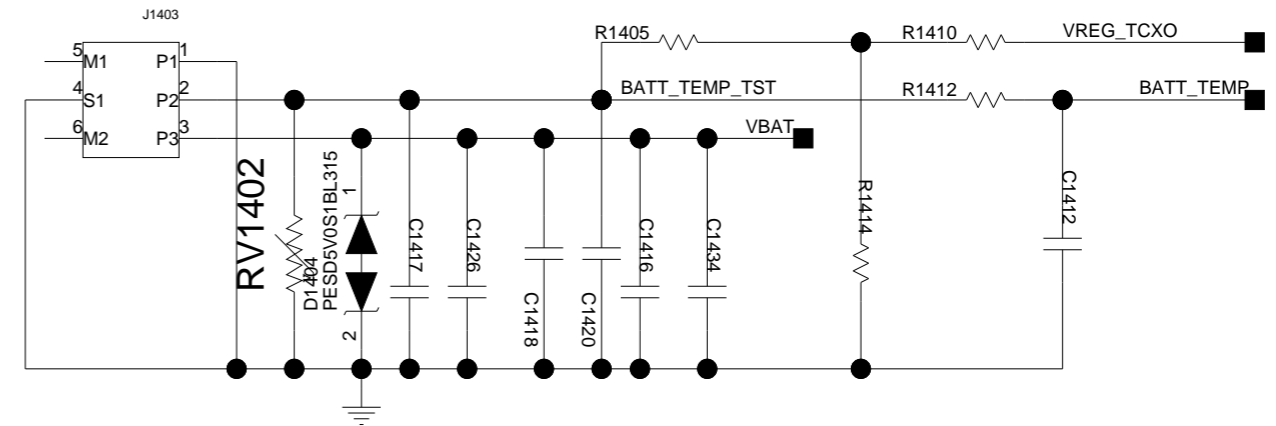 J1403
R1405
R1410
VREG_TCXO
5
M1
P1
1
4
S1
P2
2
BATT_TEMP_TST
R1412
BATT_TEMP
6
M2
P3
3
VBAT
RV1402
D1404
PESD5V0S1BL315
1
2
C1417
C1426
C1418
C1420
C1416
C1434
R1414
C1412